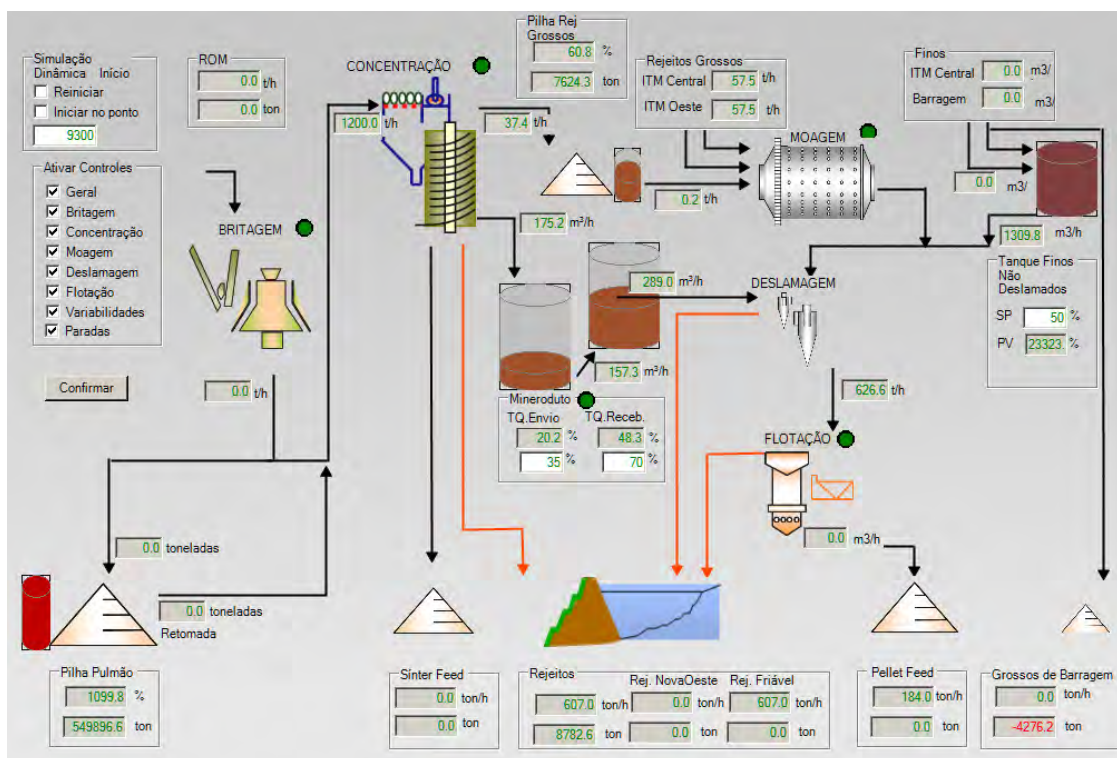 Simulação
Dinâmica Início
Reiniciar
Iniciar no ponto
9300
Ativar Controles
Geral
Britagem
Concentração
Moagem
Deslamagem
Flotação
Variabilidades
Paradas
Confirmar
ROM
0.0 t/h
0.0 ton
BRITAGEM
0.0 t/h
CONCENTRAÇÃO
1200.0 t/h
37.4 t/h
Pilha Rej
Grossos
60.8 %
7624.3 ton
Rejeitos Grossos
ITM Central 57.5 t/h
ITM Oeste 57.5 t/h
MOAGEM
0.2 t/h
Finos
ITM Central 0.0 m3/
Barragem 0.0 m3/
0.0 m3/
1309.8 m3/h
Tanque Finos
Não
Deslamados
SP 50 %
PV 23323. %
175.2 m³/h
289.0 m³/h
157.3 m³/h
DESLAMAGEM
626.6 t/h
Mineroduto
TQ.Envio TQ.Receb.
20.2 % 48.3 %
35 % 70 %
FLOTAÇÃO
0.0 m3/h
0.0 toneladas
0.0 toneladas
Retomada
Pilha Pulmão
1099.8 %
549896.6 ton
Sínter Feed
0.0 ton/h
0.0 ton
Rejeitos Rej. NovaOeste Rej. Friável
607.0 ton/h 0.0 ton/h 607.0 ton/h
8782.6 ton 0.0 ton 0.0 ton
Pellet Feed
184.0 ton/h
0.0 ton
Grossos de Barragem
0.0 ton/h
-4276.2 ton